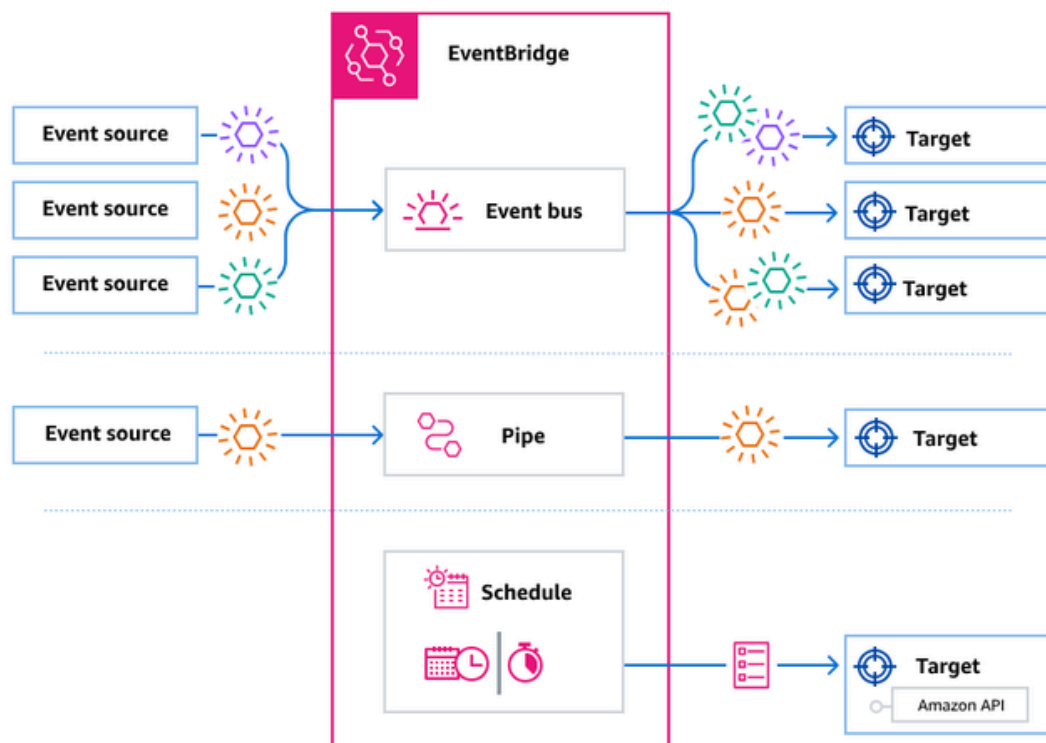 EventBridge
Event source
Target
Event source
Event bus
Target
Event source
Target
Event source
Pipe
Target
Schedule
Target
Amazon API